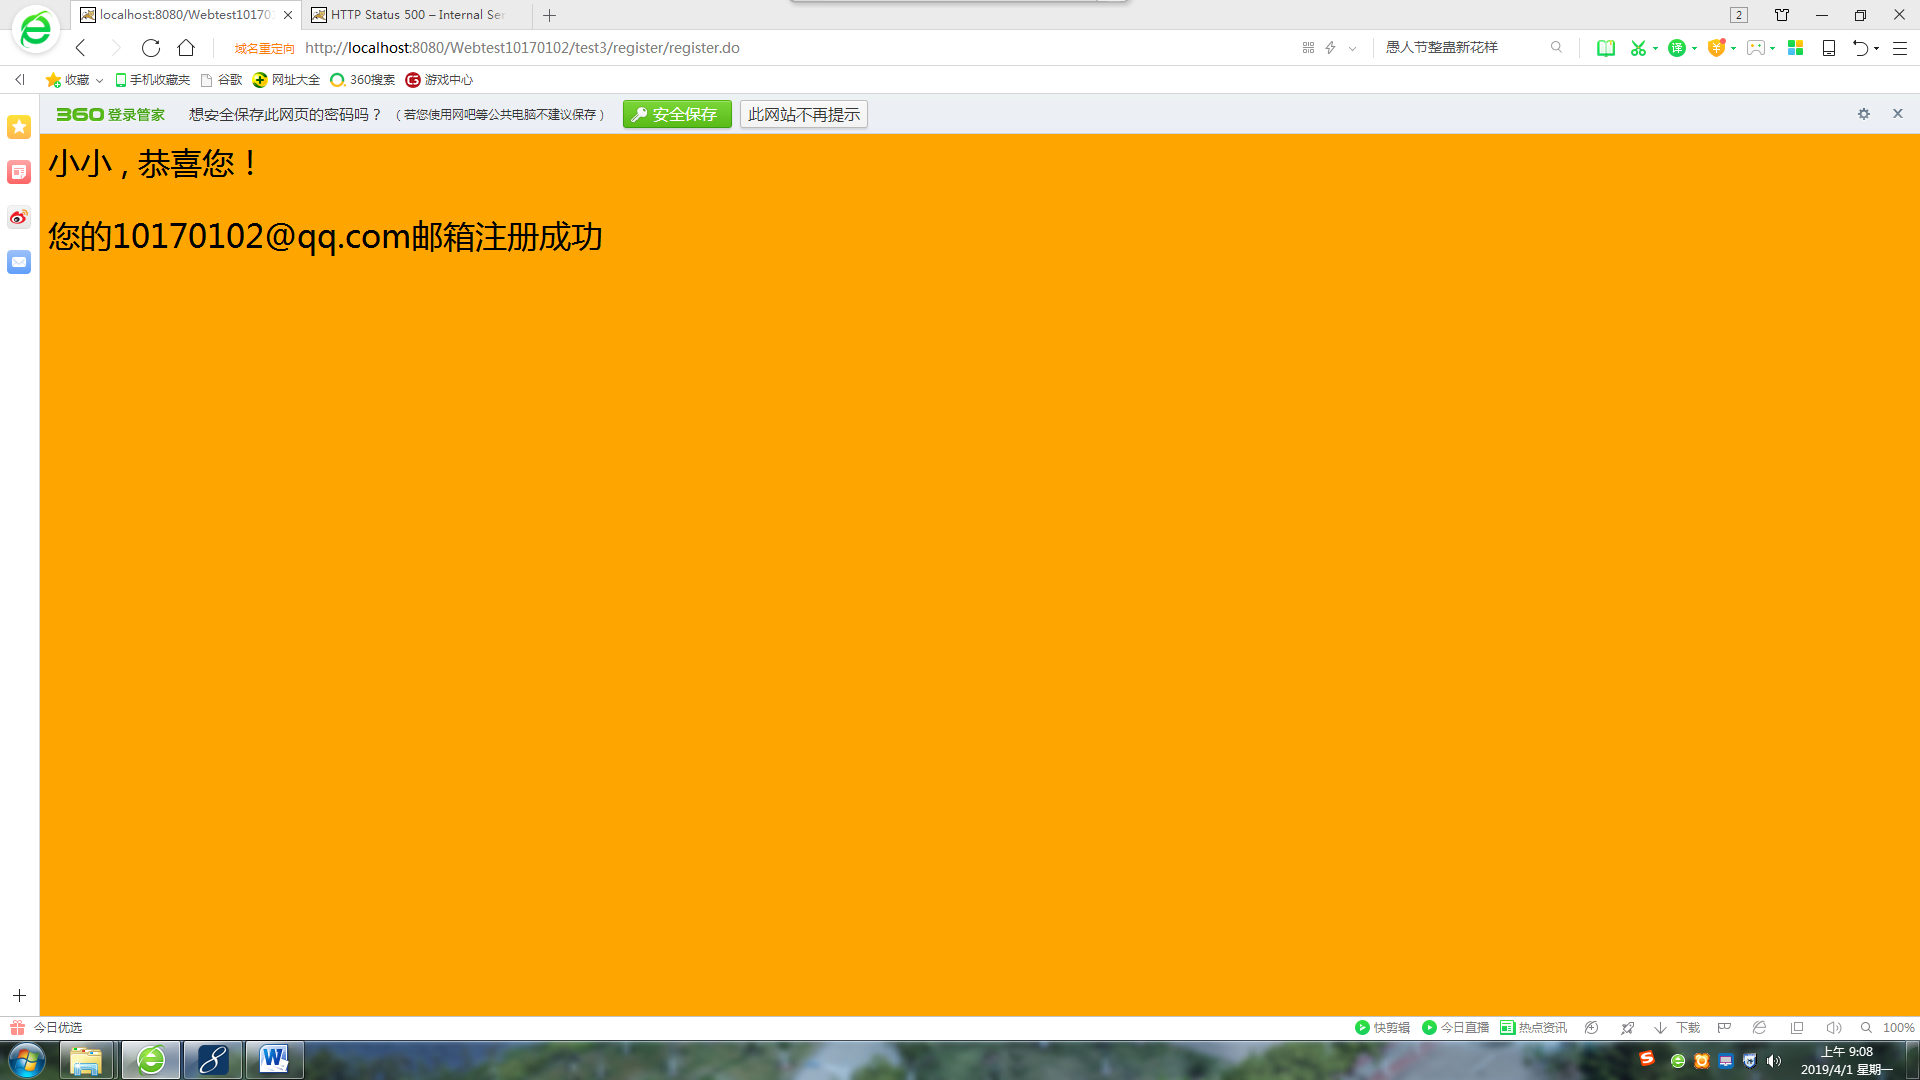 localhost:8080/Webtest101702
HTTP Status 500 – Internal Ser
2
域名重定向 http://localhost:8080/Webtest10170102/test3/register/register.do
愚人节整蛊新花样
译
收藏 手机收藏夹 谷歌 网址大全 360搜索 游戏中心
360 登录管家 想安全保存此网页的密码吗？（若您使用网吧等公共电脑不建议保存） 安全保存 此网站不再提示
小小，恭喜您！
您的10170102@qq.com邮箱注册成功
今日优选
快剪辑 今日直播 热点资讯 下载 100%
上午 9:08
2019/4/1 星期一